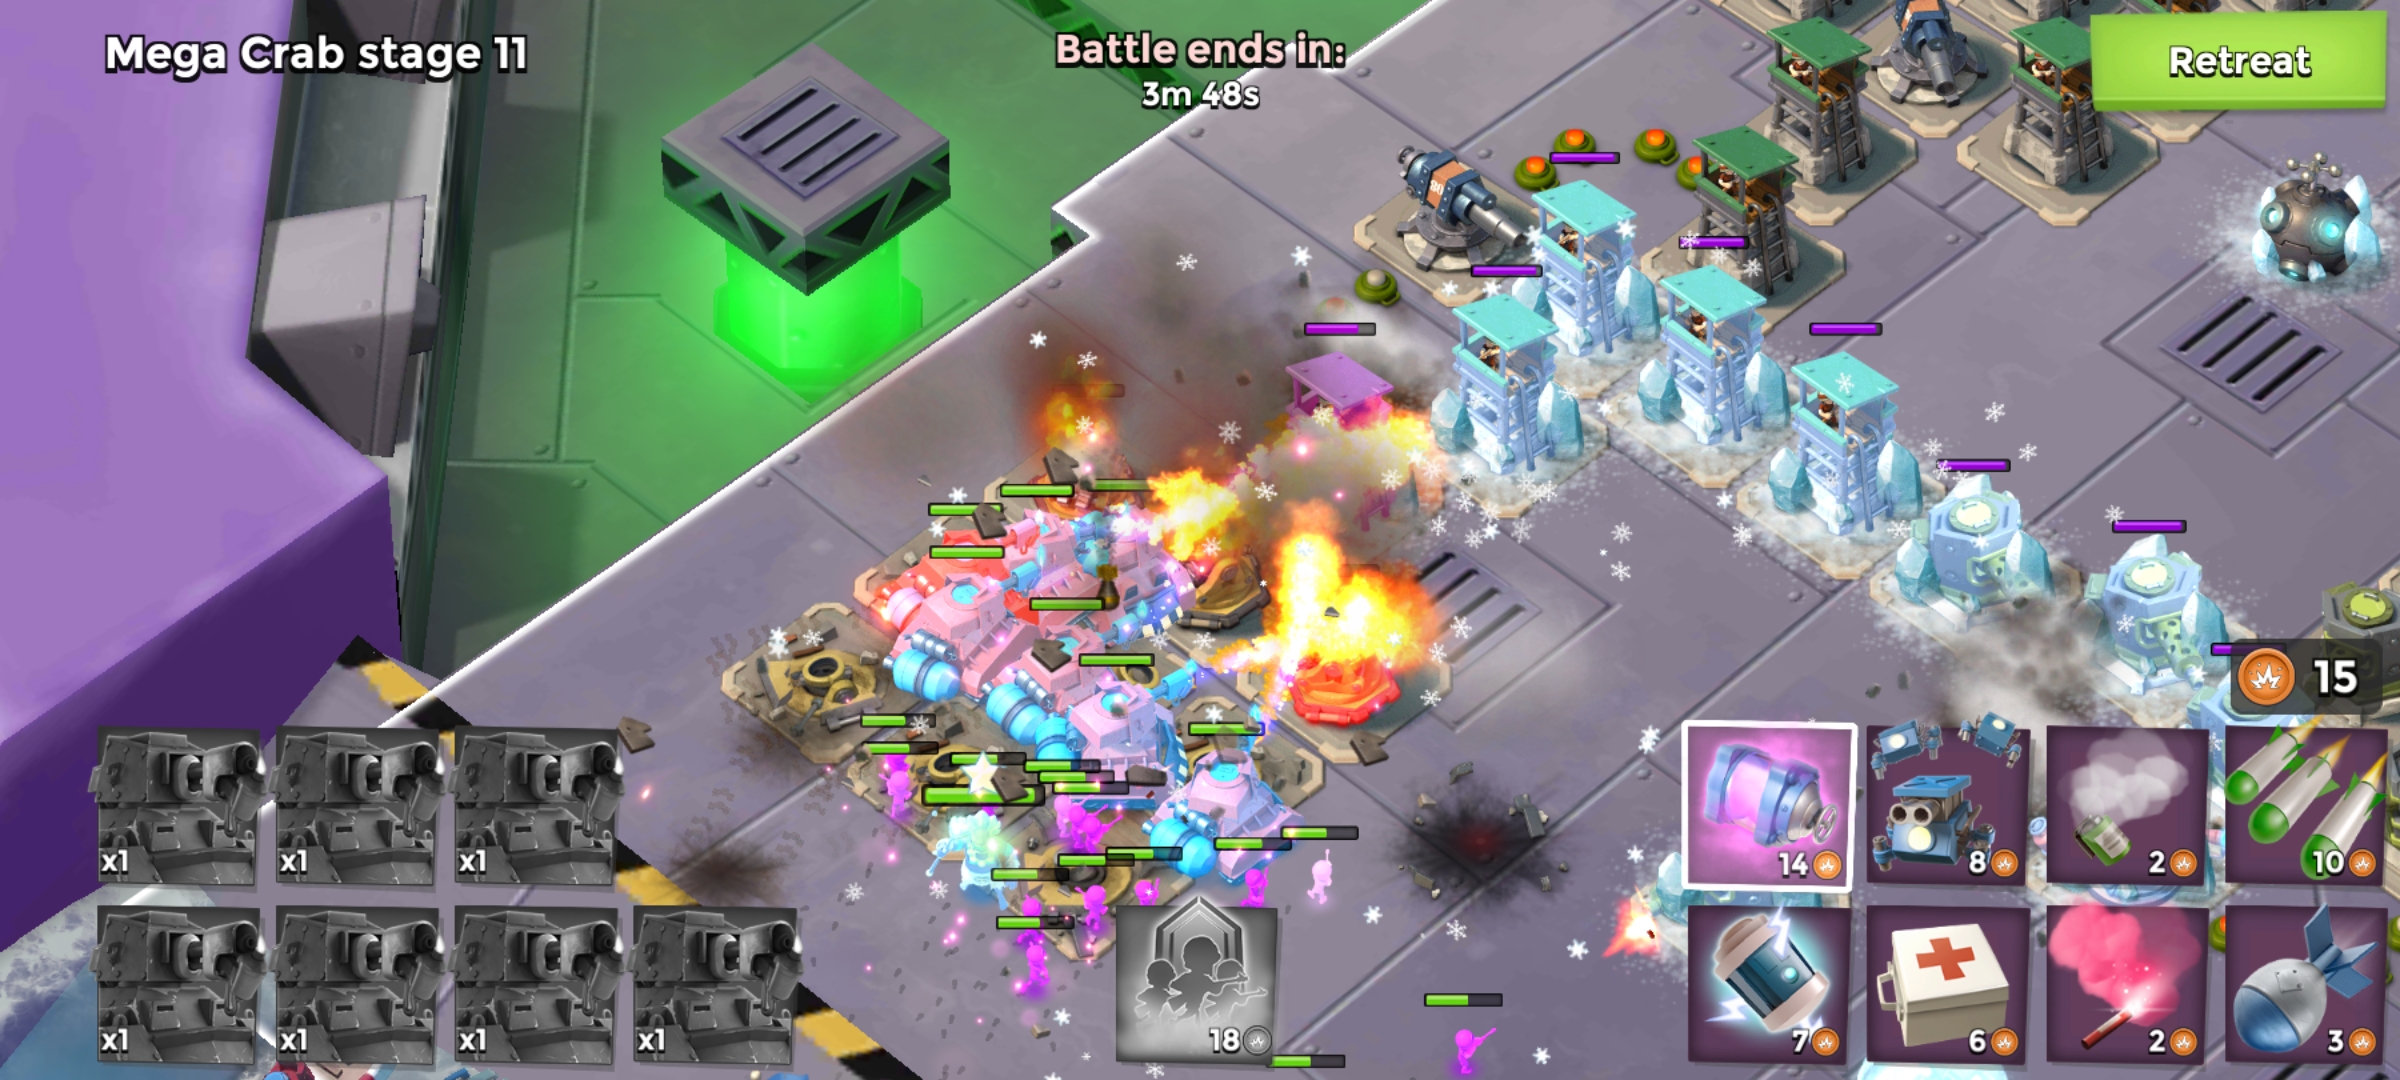 Mega Crab stage 11
Battle ends in:
3m 48s
Retreat
15
x1
x1
x1
14
8
2
10
x1
x1
x1
x1
18
7
6
2
3